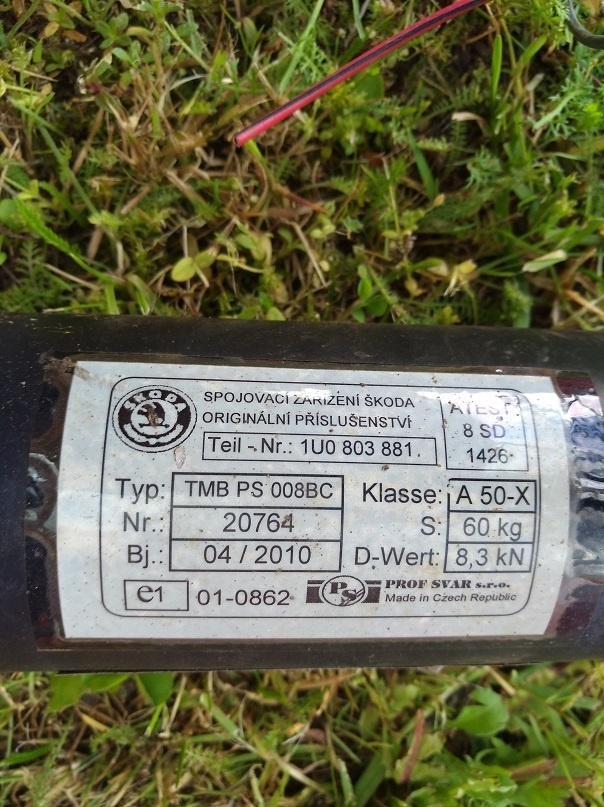 ŠKODA
SPOJOVACÍ ZAŘÍZENÍ ŠKODA
ORIGINÁLNÍ PŘÍSLUŠENSTVÍ
Teil - Nr.: 1U0 803 881.
ATEST
8 SD
1426
Typ: TMB PS 008BC
Nr.: 20764
Bj.: 04 / 2010
Klasse: A 50-X
S: 60 kg
D-Wert: 8,3 kN
e1 01-0862
PS
PROF SVAR s.r.o.
Made in Czech Republic